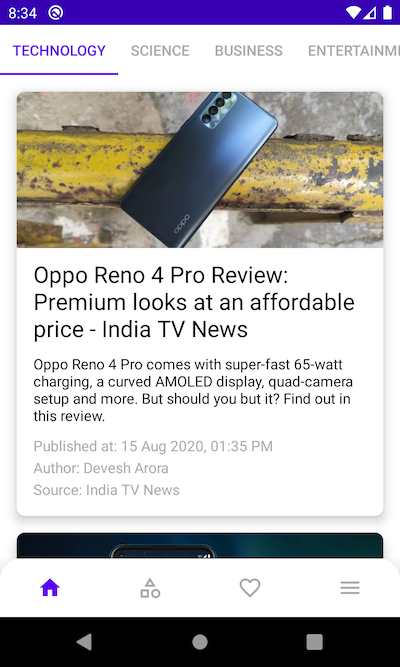 8:34
TECHNOLOGY SCIENCE BUSINESS ENTERTAINM
oppo
Oppo Reno 4 Pro Review:
Premium looks at an affordable
price - India TV News
Oppo Reno 4 Pro comes with super-fast 65-watt
charging, a curved AMOLED display, quad-camera
setup and more. But should you but it? Find out in
this review.
Published at: 15 Aug 2020, 01:35 PM
Author: Devesh Arora
Source: India TV News